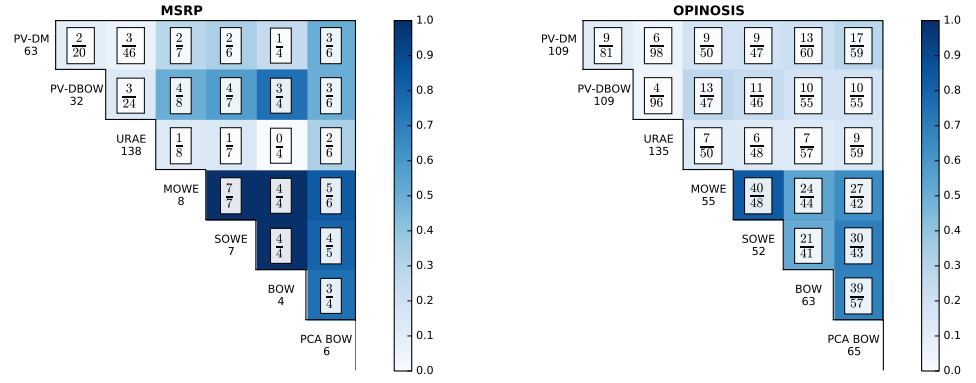 MSRP
PV-DM
63
2/20 3/46 2/7 2/6 1/4 3/6
PV-DBOW
32
3/24 4/8 4/7 3/4 3/6
URAE
138
1/8 1/7 0/4 2/6
MOWE
8
7/7 4/4 5/6
SOWE
7
4/4 4/5
BOW
4
3/4
PCA BOW
6
1.0
0.9
0.8
0.7
0.6
0.5
0.4
0.3
0.2
0.1
0.0
OPINOSIS
PV-DM
109
9/81 6/98 9/50 9/47 13/60 17/59
PV-DBOW
109
4/96 13/47 11/46 10/55 10/55
URAE
135
7/50 6/48 7/57 9/59
MOWE
55
40/48 24/44 27/42
SOWE
52
21/41 30/43
BOW
63
39/57
PCA BOW
65
1.0
0.9
0.8
0.7
0.6
0.5
0.4
0.3
0.2
0.1
0.0